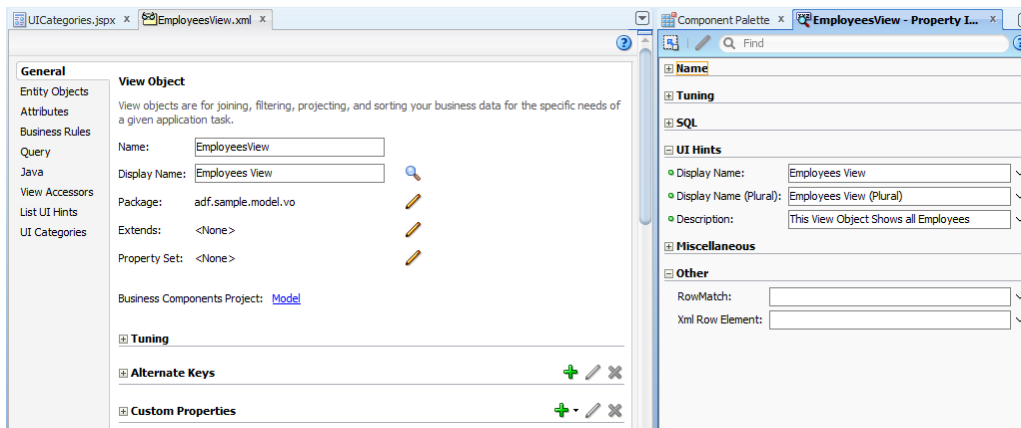 UICategories.jspx x EmployeesView.xml x
General
Entity Objects
Attributes
Business Rules
Query
Java
View Accessors
List UI Hints
UI Categories
View Object
View objects are for joining, filtering, projecting, and sorting your business data for the specific needs of
a given application task.
Name: EmployeesView
Display Name: Employees View
Package: adf.sample.model.vo
Extends: <None>
Property Set: <None>
Business Components Project: Model
Tuning
Alternate Keys
Custom Properties
Component Palette x EmployeesView - Property I... x
Find
Name
Tuning
SQL
UI Hints
Display Name: Employees View
Display Name (Plural): Employees View (Plural)
Description: This View Object Shows all Employees
Miscellaneous
Other
RowMatch:
Xml Row Element: